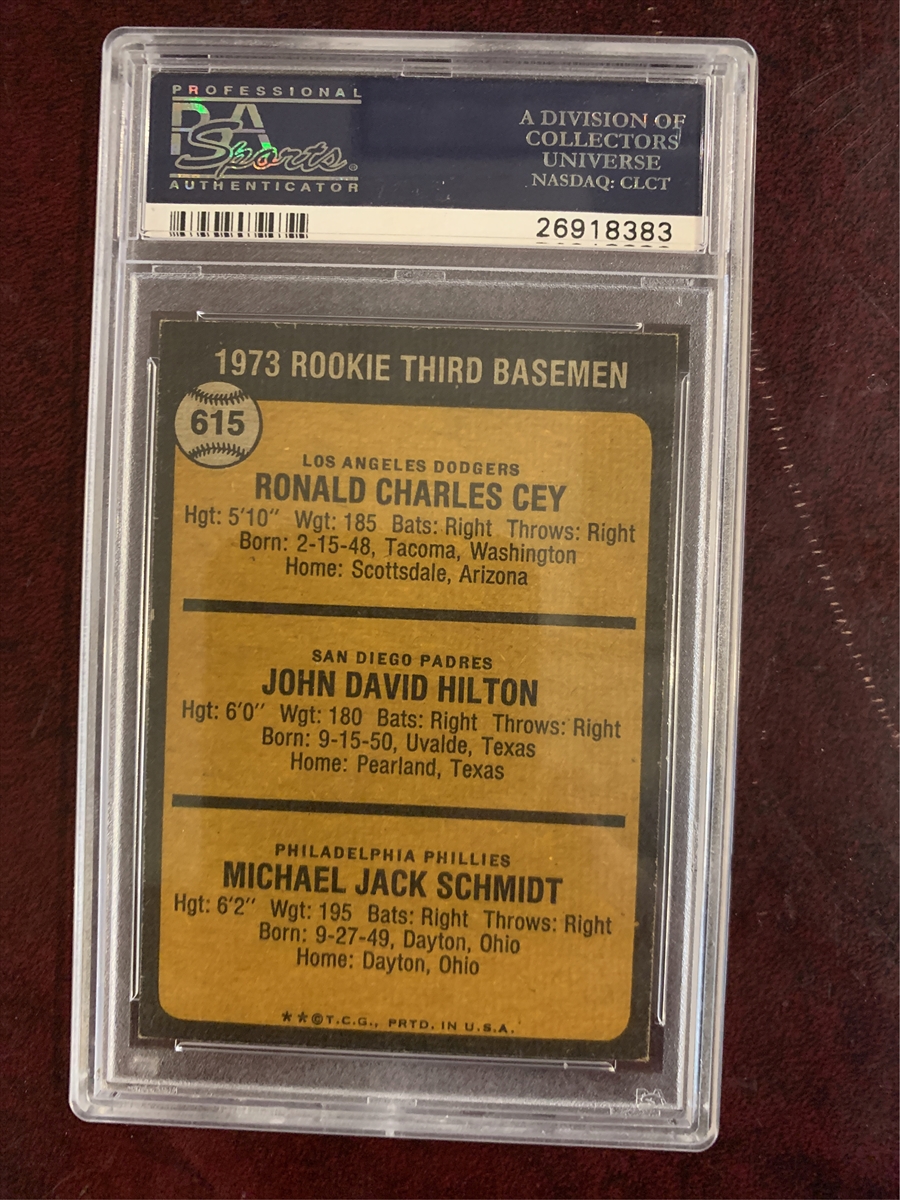 PROFESSIONAL
PSA
Sports®
AUTHENTICATOR
A DIVISION OF
COLLECTORS
UNIVERSE
NASDAQ: CLCT
26918383
1973 ROOKIE THIRD BASEMEN
615
LOS ANGELES DODGERS
RONALD CHARLES CEY
Hgt: 5'10" Wgt: 185 Bats: Right Throws: Right
Born: 2-15-48, Tacoma, Washington
Home: Scottsdale, Arizona
SAN DIEGO PADRES
JOHN DAVID HILTON
Hgt: 6'0" Wgt: 180 Bats: Right Throws: Right
Born: 9-15-50, Uvalde, Texas
Home: Pearland, Texas
PHILADELPHIA PHILLIES
MICHAEL JACK SCHMIDT
Hgt: 6'2" Wgt: 195 Bats: Right Throws: Right
Born: 9-27-49, Dayton, Ohio
Home: Dayton, Ohio
**©T.C.G., PRTD. IN U.S.A.